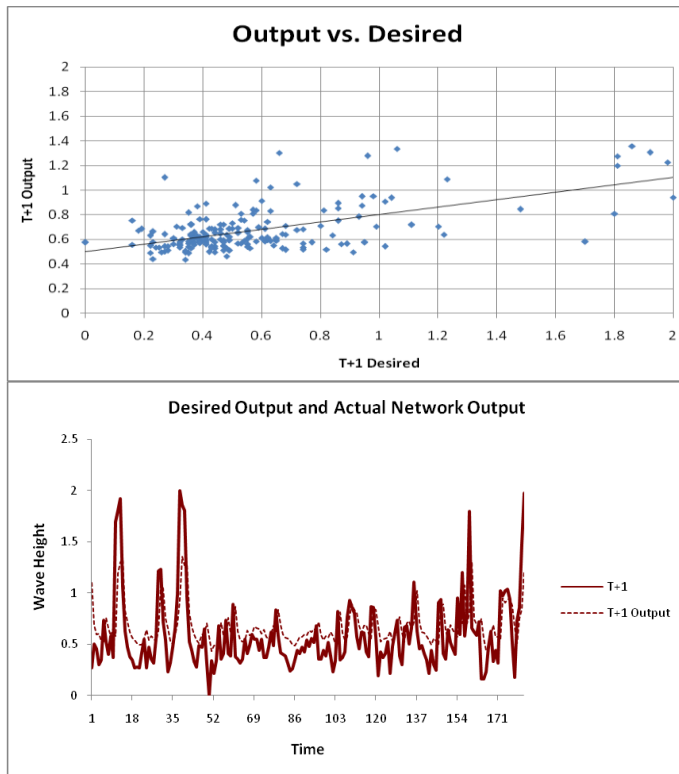 Output vs. Desired
2
1.8
1.6
1.4
1.2
1
0.8
0.6
0.4
0.2
0
T+1 Output
0 0.2 0.4 0.6 0.8 1 1.2 1.4 1.6 1.8 2
T+1 Desired
Desired Output and Actual Network Output
2.5
2
1.5
1
0.5
0
Wave Height
T+1
T+1 Output
1 18 35 52 69 86 103 120 137 154 171
Time